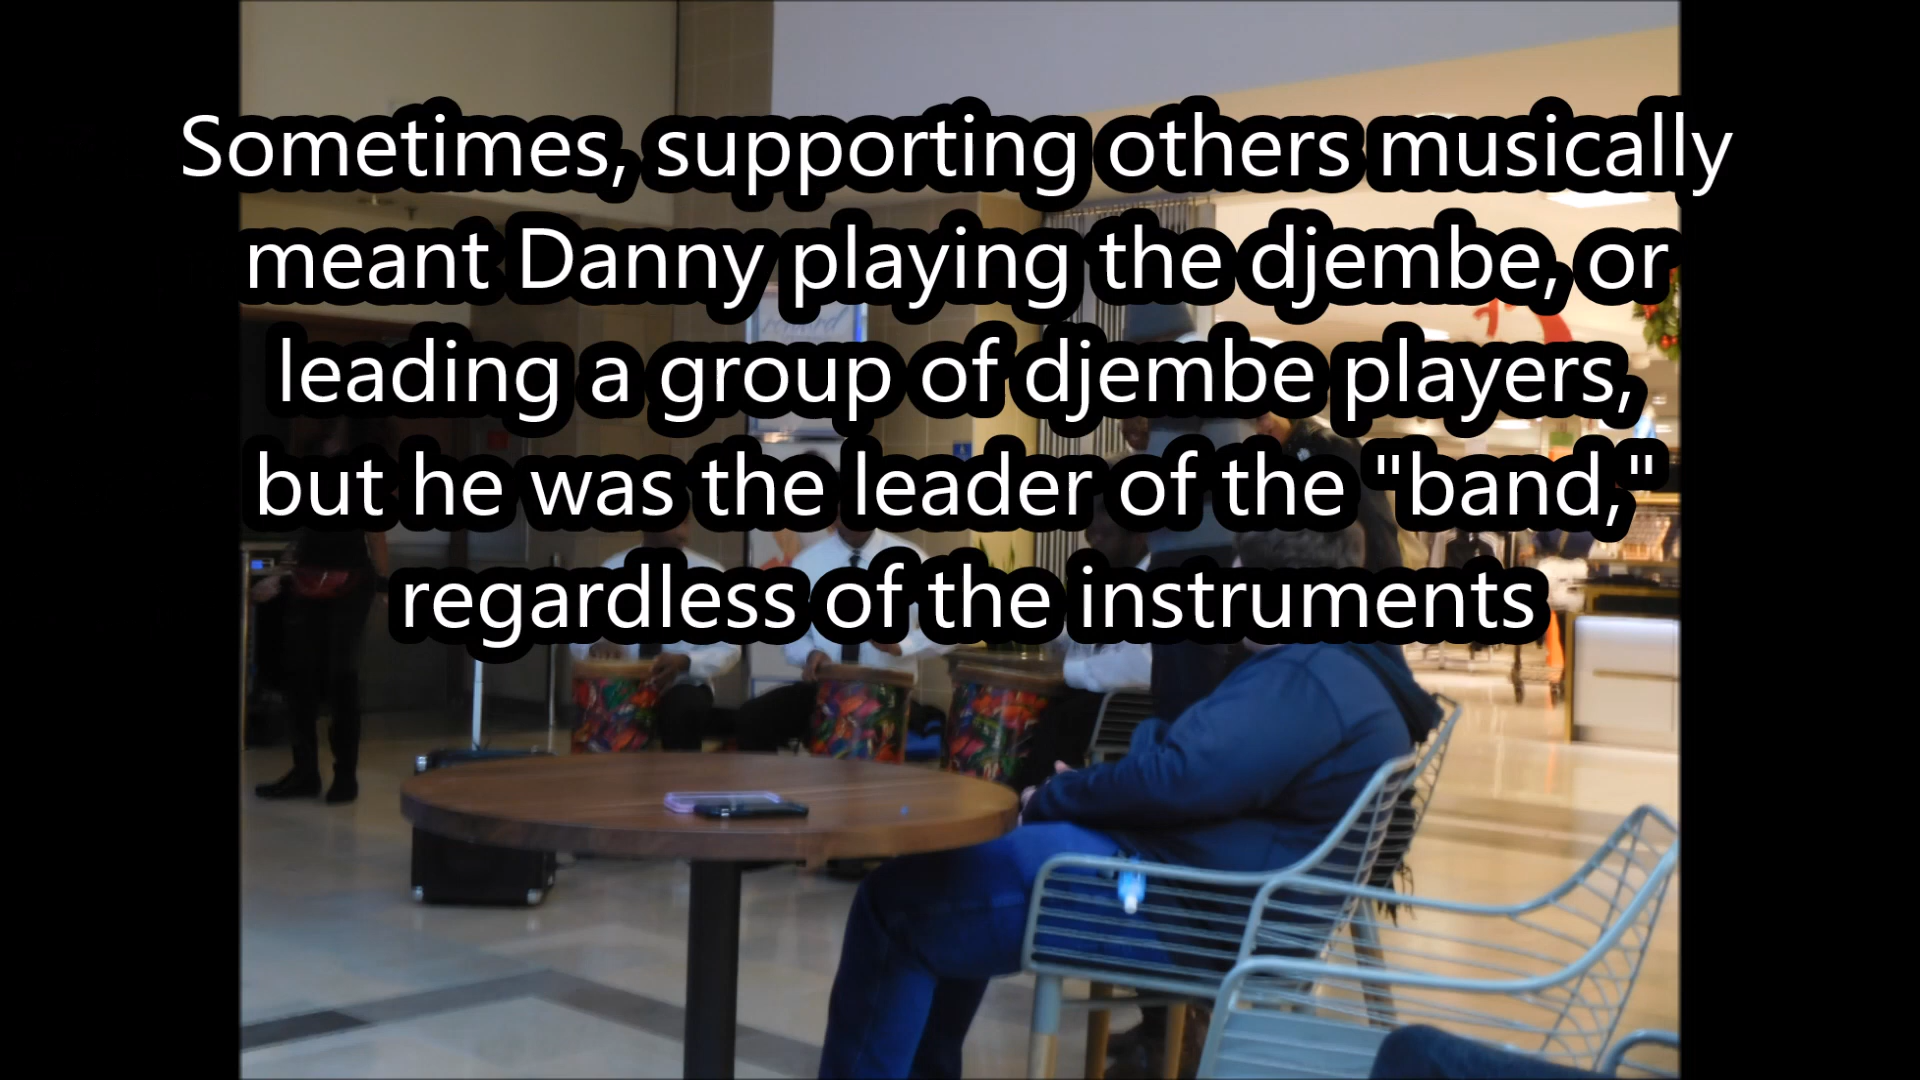 Sometimes, supporting others musically
meant Danny playing the djembe, or
leading a group of djembe players,
but he was the leader of the "band,"
regardless of the instruments